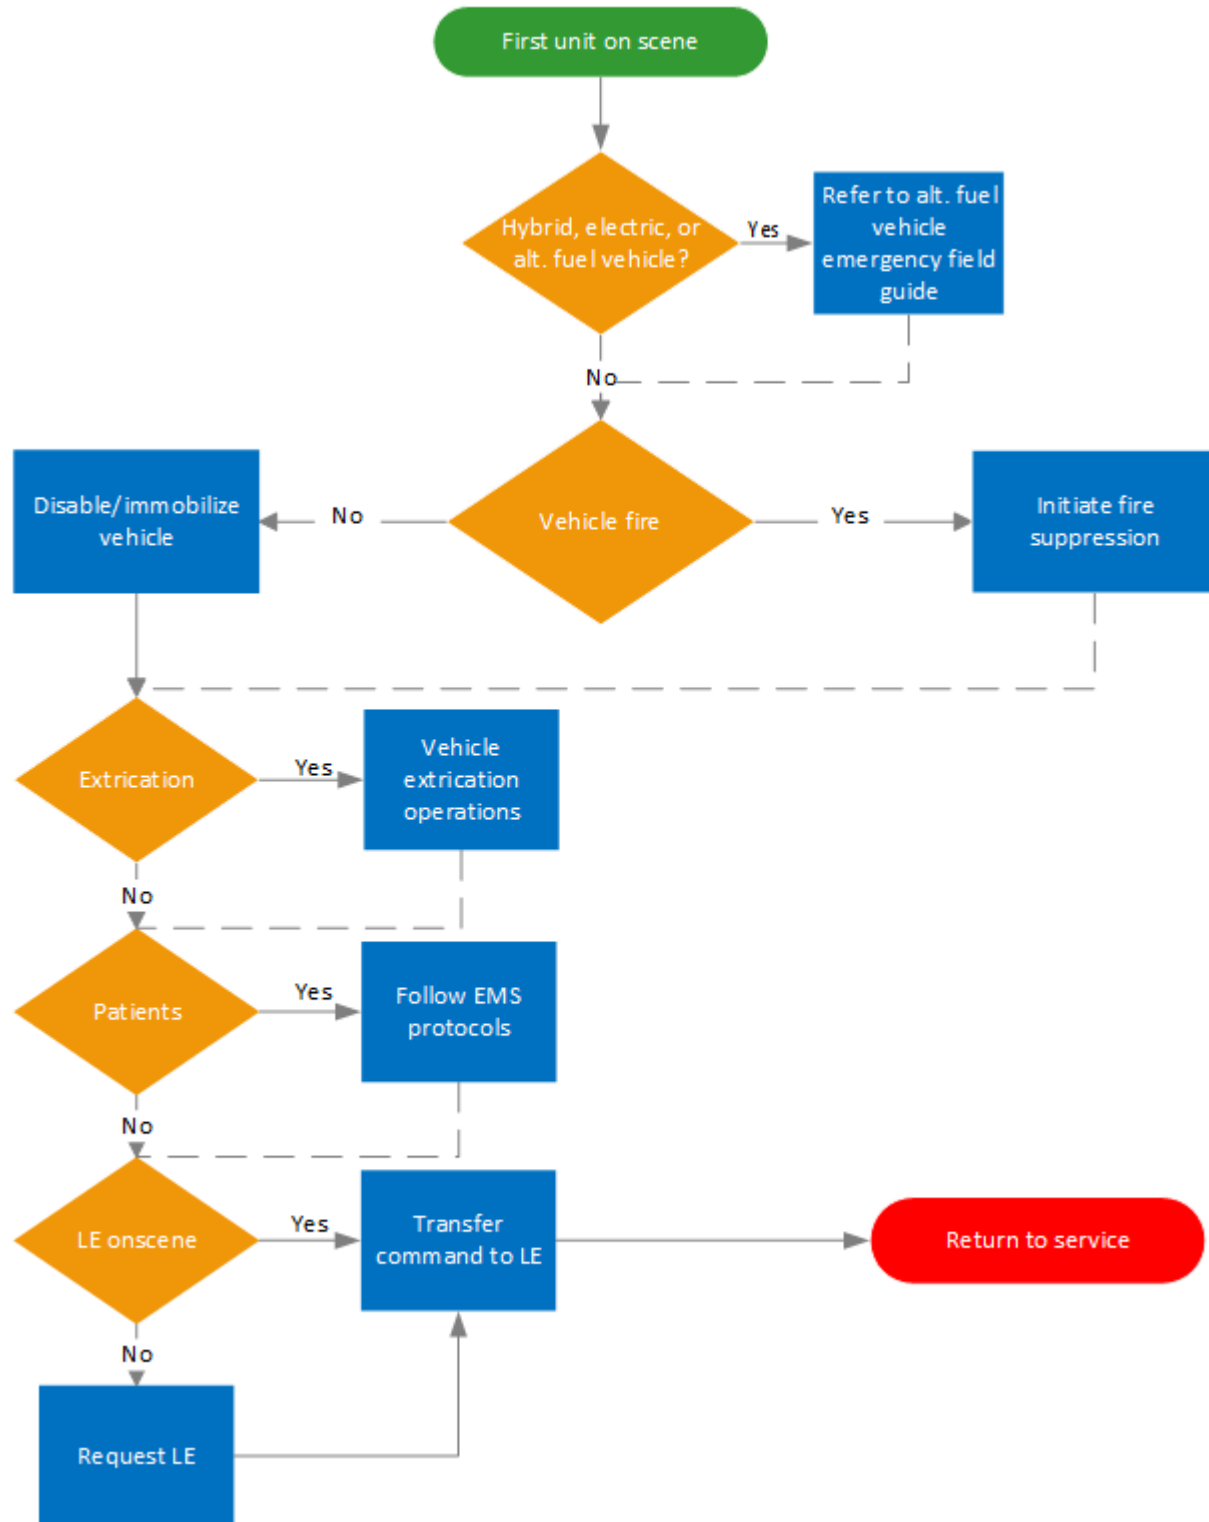 First unit on scene
Hybrid, electric, or
alt. fuel vehicle?
Yes
Refer to alt. fuel
vehicle
emergency field
guide
No
Disable/immobilize
vehicle
No
Vehicle fire
Yes
Initiate fire
suppression
Extrication
Yes
Vehicle
extrication
operations
No
Patients
Yes
Follow EMS
protocols
No
LE onscene
Yes
Transfer
command to LE
Return to service
No
Request LE